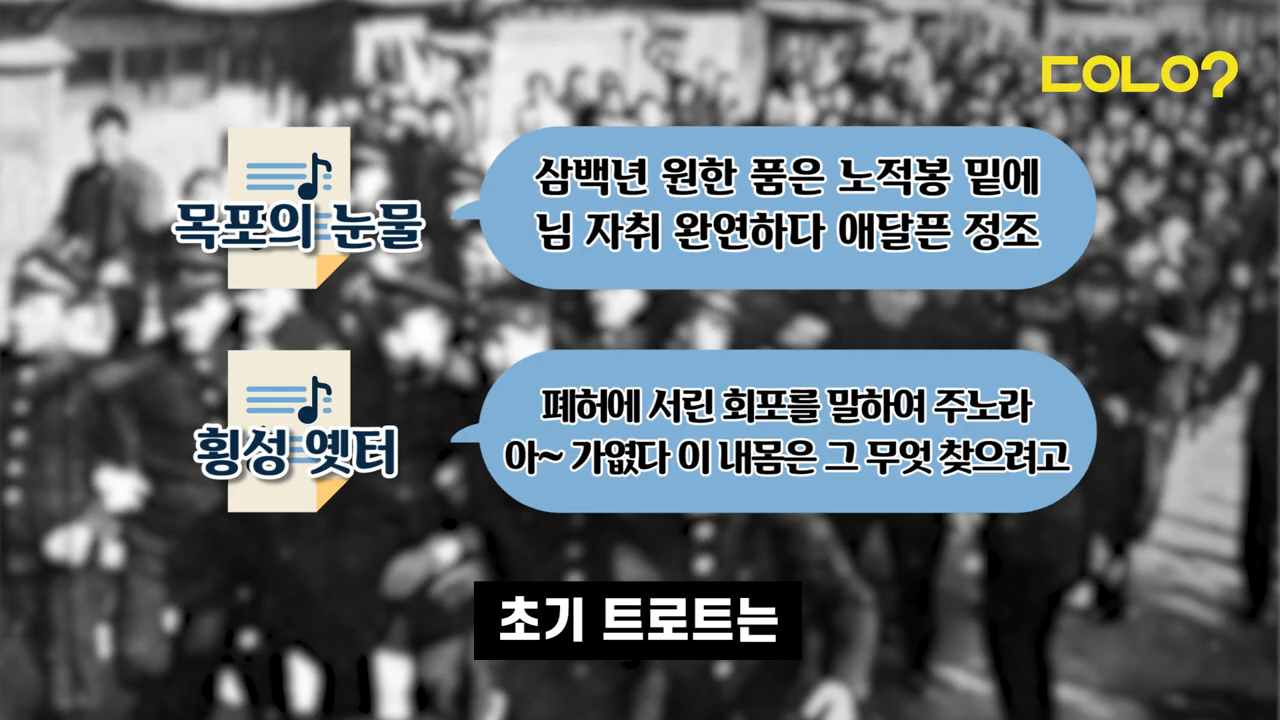 ㄷㅇㄴㅇ?
삼백년 원한 품은 노적봉 밑에
님 자취 완연하다 애달픈 정조
목포의 눈물
폐허에 서린 회포를 말하여 주노라
아~ 가엾다 이 내몸은 그 무엇 찾으려고
횡성 옛터
초기 트로트는